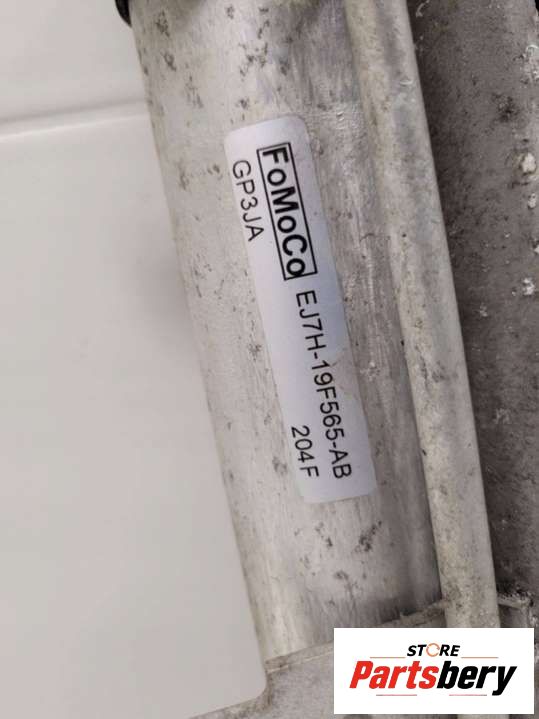 FoMoCo EJ7H-19F565-AB
GP3JA 204F
STORE
Partsbery